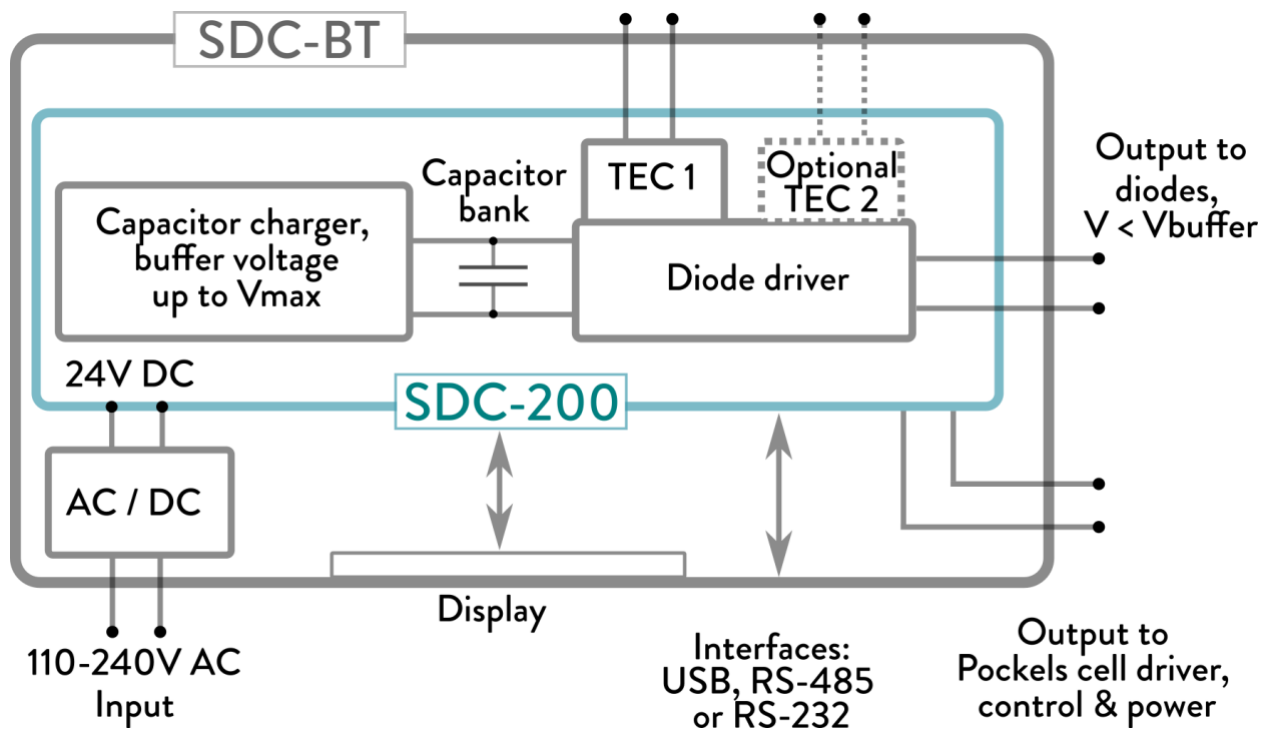 SDC-BT
TEC 1
Optional
TEC 2
Capacitor
bank
Capacitor charger,
buffer voltage
up to Vmax
Diode driver
Output to
diodes,
V < Vbuffer
24V DC
SDC-200
AC / DC
Display
110-240V AC
Input
Interfaces:
USB, RS-485
or RS-232
Output to
Pockels cell driver,
control & power